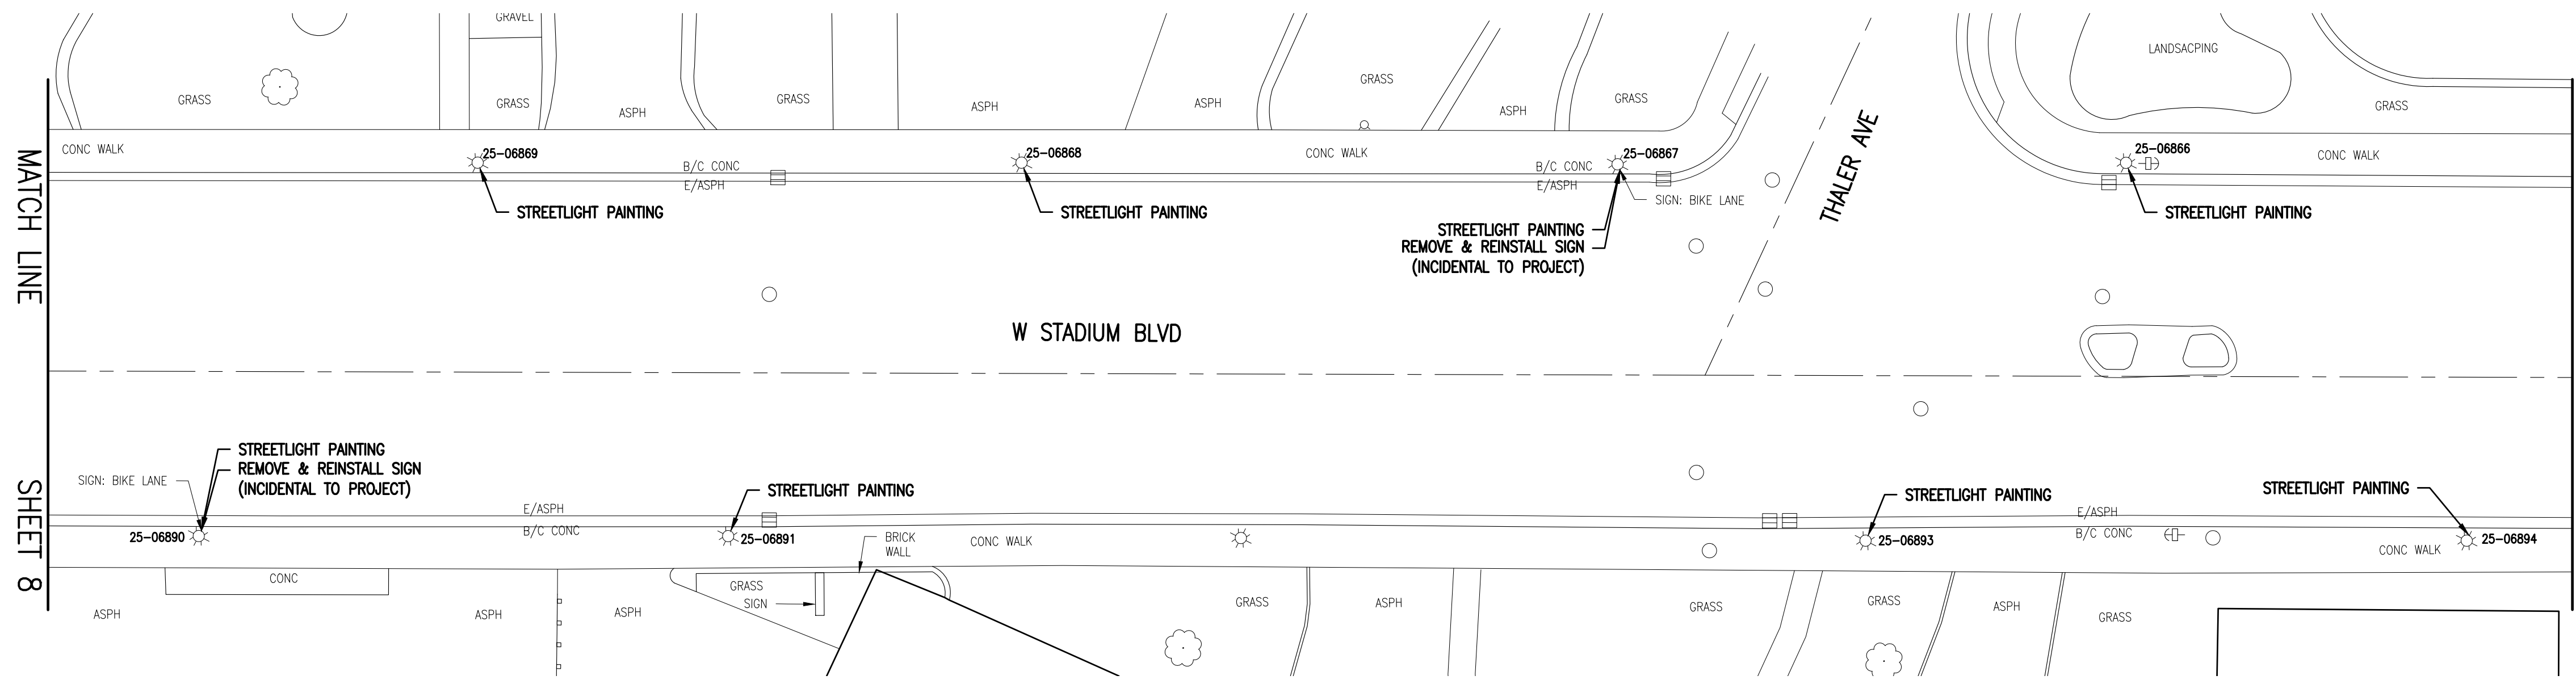 GRAVEL
LANDSACPING
GRASS
GRASS
ASPH
GRASS
ASPH
ASPH
GRASS
ASPH
GRASS
GRASS
CONC WALK
25-06869
B/C CONC
E/ASPH
25-06868
CONC WALK
B/C CONC
E/ASPH
25-06867
SIGN: BIKE LANE
THALER AVE
25-06866
CONC WALK
STREETLIGHT PAINTING
STREETLIGHT PAINTING
STREETLIGHT PAINTING
REMOVE & REINSTALL SIGN
(INCIDENTAL TO PROJECT)
STREETLIGHT PAINTING
MATCH LINE
SHEET 8
W STADIUM BLVD
STREETLIGHT PAINTING
REMOVE & REINSTALL SIGN
(INCIDENTAL TO PROJECT)
SIGN: BIKE LANE
25-06890
E/ASPH
B/C CONC
STREETLIGHT PAINTING
25-06891
BRICK
WALL
CONC WALK
STREETLIGHT PAINTING
25-06893
E/ASPH
B/C CONC
STREETLIGHT PAINTING
25-06894
CONC WALK
CONC
ASPH
ASPH
ASPH
GRASS
SIGN
GRASS
ASPH
GRASS
GRASS
ASPH
GRASS